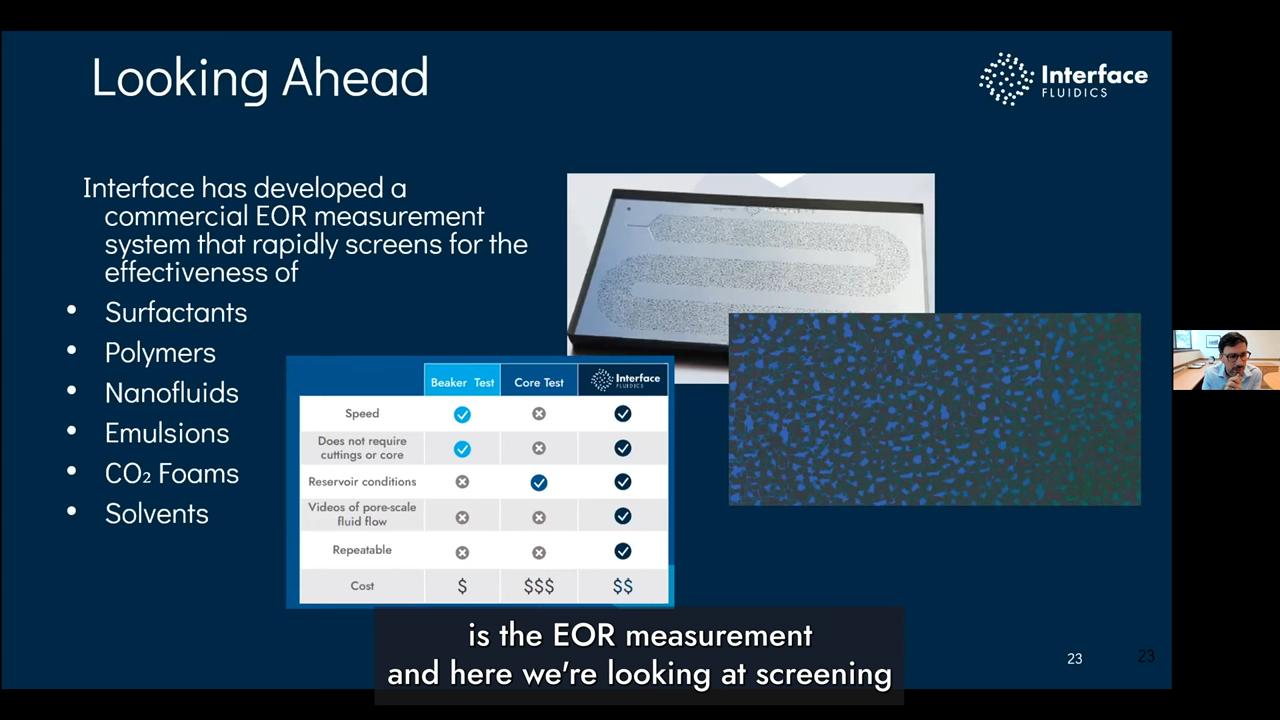 Looking Ahead
Interface
FLUIDICS
Interface has developed a
commercial EOR measurement
system that rapidly screens for the
effectiveness of
• Surfactants
• Polymers
• Nanofluids
• Emulsions
• CO₂ Foams
• Solvents
Beaker Test Core Test Interface
FLUIDICS
Speed
Does not require
cuttings or core
Reservoir conditions
Videos of pore-scale
fluid flow
Repeatable
Cost $ $$$ $$
is the EOR measurement
and here we're looking at screening
23 23